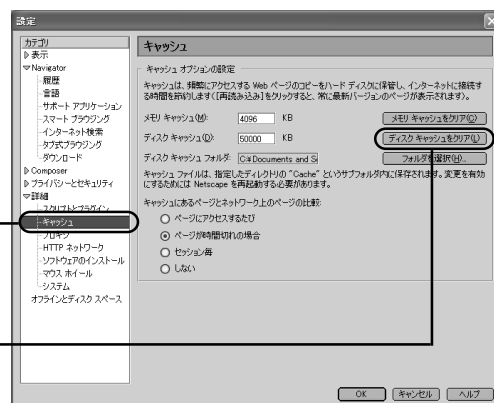 設定
カテゴリ
表示
Navigator
履歴
言語
サポート アプリケーション
スマート ブラウジング
インターネット検索
タブ式ブラウジング
ダウンロード
Composer
プライバシーとセキュリティ
詳細
スクリプトとプラグイン
キャッシュ
プロキシ
HTTP ネットワーク
ソフトウェアのインストール
マウス ホイール
システム
オフラインとディスク スペース
キャッシュ
キャッシュ オプションの設定
キャッシュは、頻繁にアクセスする Web ページのコピーをハード ディスクに保管し、インターネットに接続す
る時間を節約します([再読み込み]をクリックすると、常に最新バージョンのページが表示されます)。
メモリ キャッシュ(M): 4096 KB メモリ キャッシュをクリア(C)
ディスク キャッシュ(D): 50000 KB ディスク キャッシュをクリア(L)
ディスク キャッシュ フォルダ: C:¥Documents and Se フォルダを選択(H)...
キャッシュ ファイルは、指定したディレクトリの "Cache" というサブフォルダ内に保存されます。変更を有効
にするためには Netscape を再起動する必要があります。
キャッシュにあるページとネットワーク上のページの比較:
ページにアクセスするたび
ページが時間切れの場合
セッション毎
しない
OK キャンセル ヘルプ